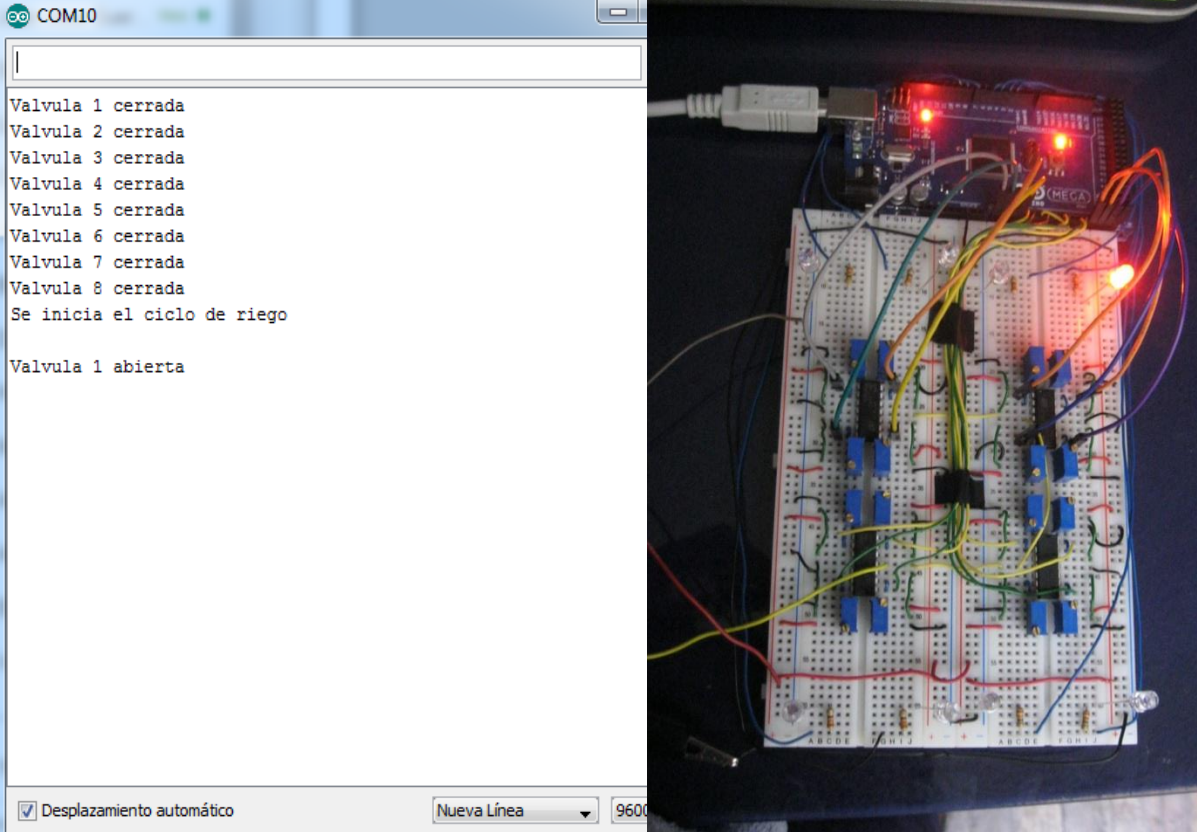 COM10
Valvula 1 cerrada
Valvula 2 cerrada
Valvula 3 cerrada
Valvula 4 cerrada
Valvula 5 cerrada
Valvula 6 cerrada
Valvula 7 cerrada
Valvula 8 cerrada
Se inicia el ciclo de riego
Valvula 1 abierta
Desplazamiento automático
Nueva Línea
9600
MEGA
A B C D E
F G H I J
A B C D E
F G H I J